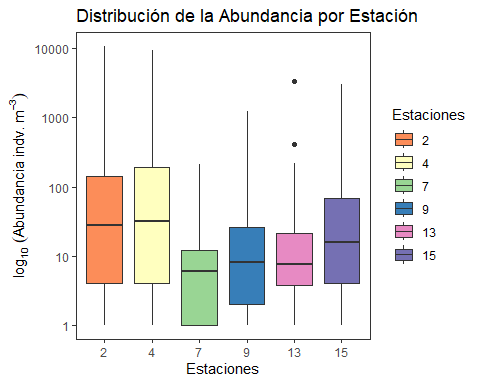 Distribución de la Abundancia por Estación
log₁₀ (Abundancia indv. m⁻³)
10000
1000
100
10
1
2 4 7 9 13 15
Estaciones
Estaciones
2
4
7
9
13
15